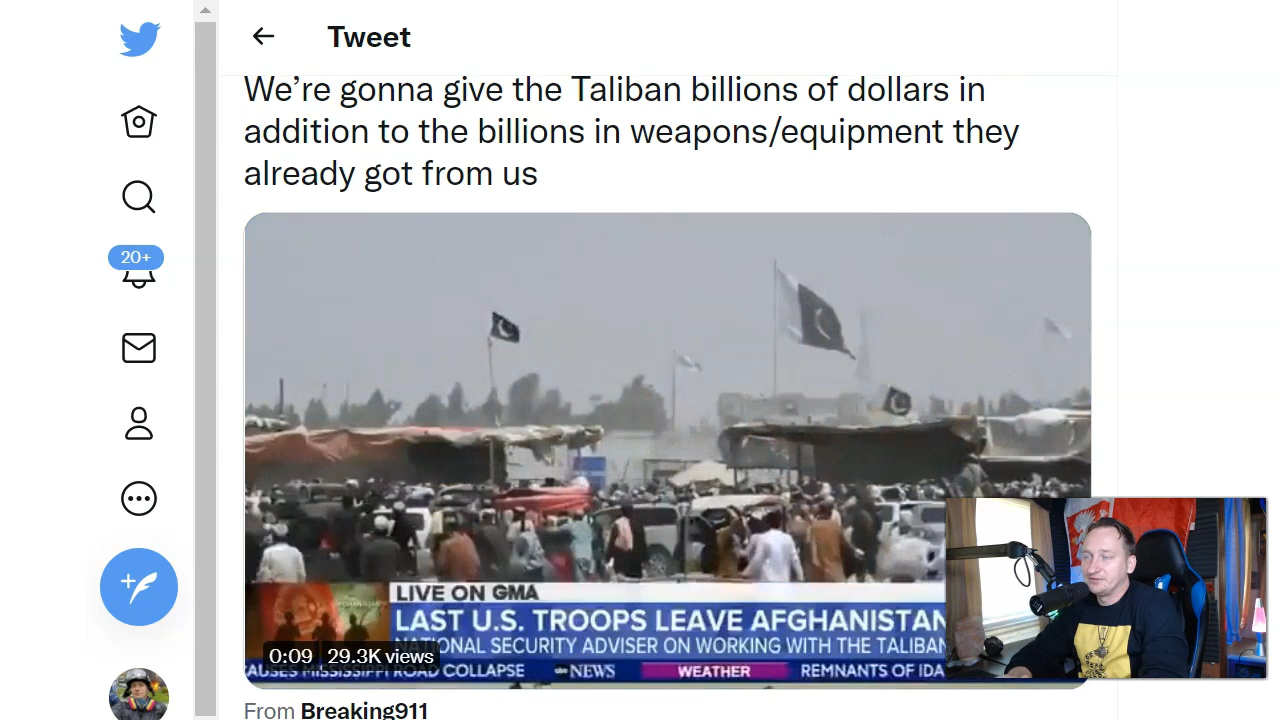 Tweet
We’re gonna give the Taliban billions of dollars in
addition to the billions in weapons/equipment they
already got from us
20+
LIVE ON GMA
LAST U.S. TROOPS LEAVE AFGHANISTAN
NATIONAL SECURITY ADVISER ON WORKING WITH THE TALIBAN
0:09 29.3K views
CAUSES MISSISSIPPI ROAD COLLAPSE abc NEWS WEATHER REMNANTS OF IDA
From Breaking911